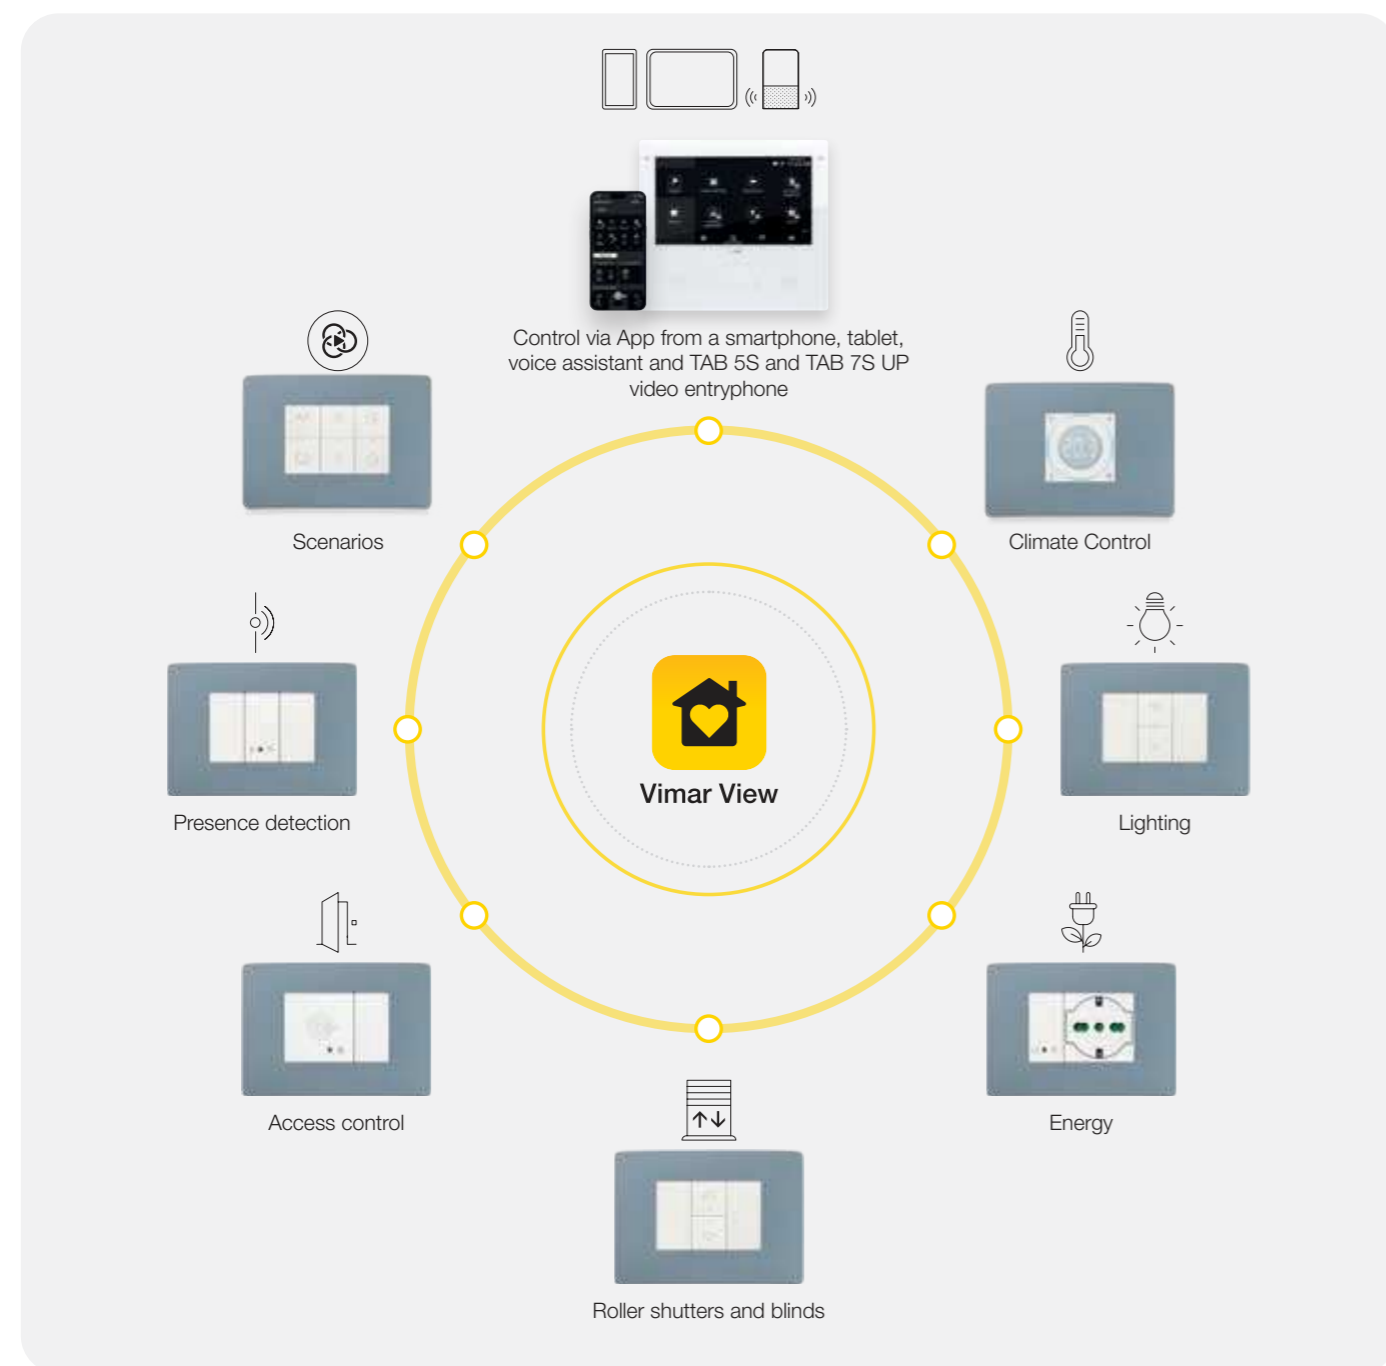 Control via App from a smartphone, tablet,
voice assistant and TAB 5S and TAB 7S UP
video entryphone
Scenarios
Climate Control
Presence detection
Vimar View
Lighting
Access control
Energy
Roller shutters and blinds